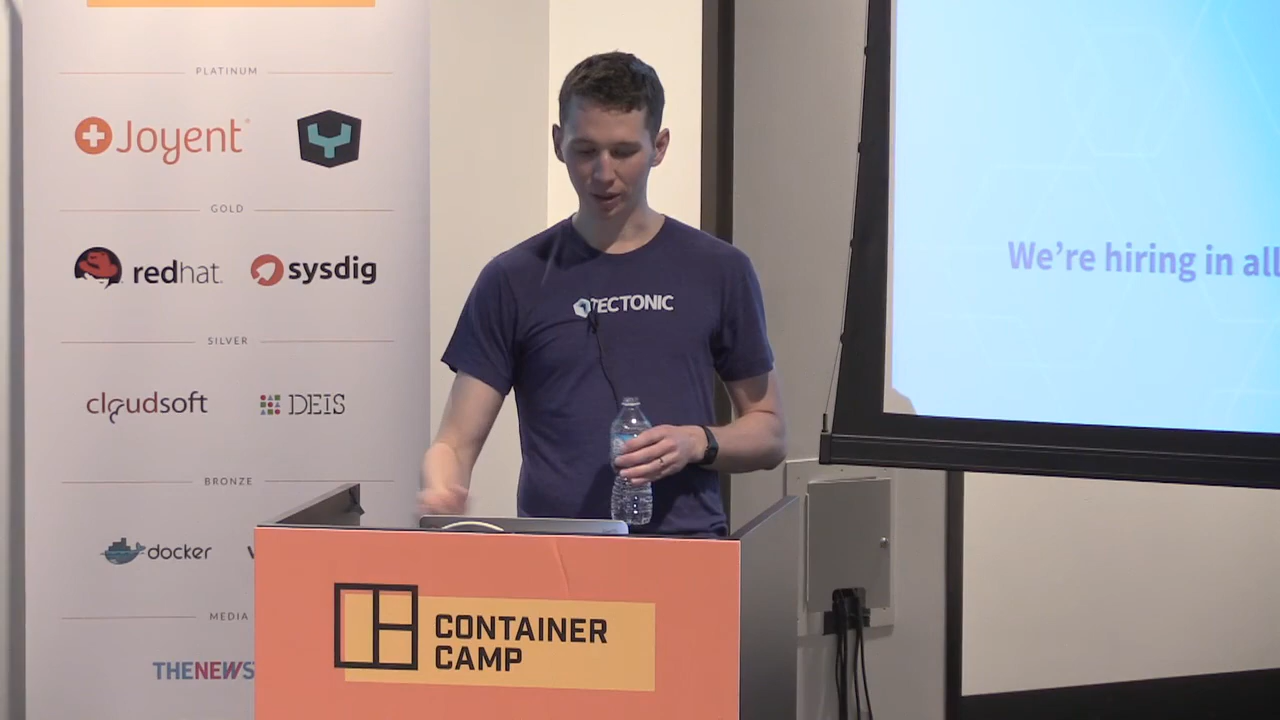 PLATINUM
Joyent
GOLD
redhat.
sysdig
SILVER
cloudsoft
DEIS
BRONZE
docker
MEDIA
THENEWS
TECTONIC
We're hiring in all
CONTAINER
CAMP